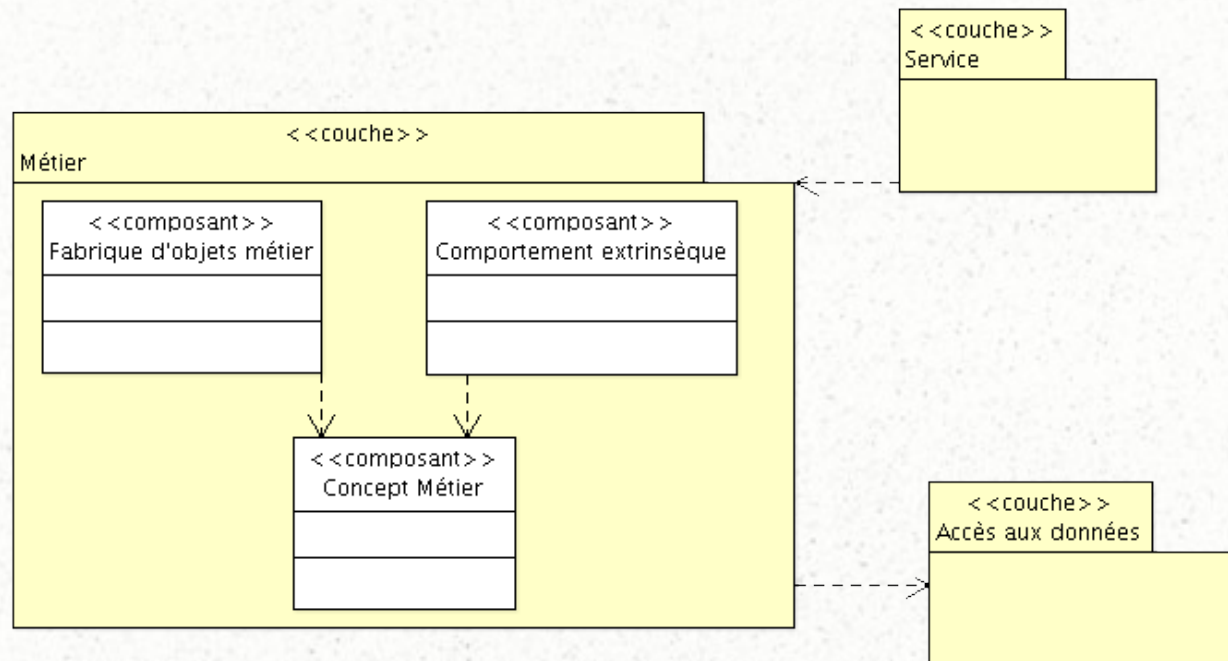 < <couche> >
Service
< <couche> >
Métier
< <composant> >
Fabrique d'objets métier
< <composant> >
Comportement extrinsèque
< <composant> >
Concept Métier
< <couche> >
Accès aux données